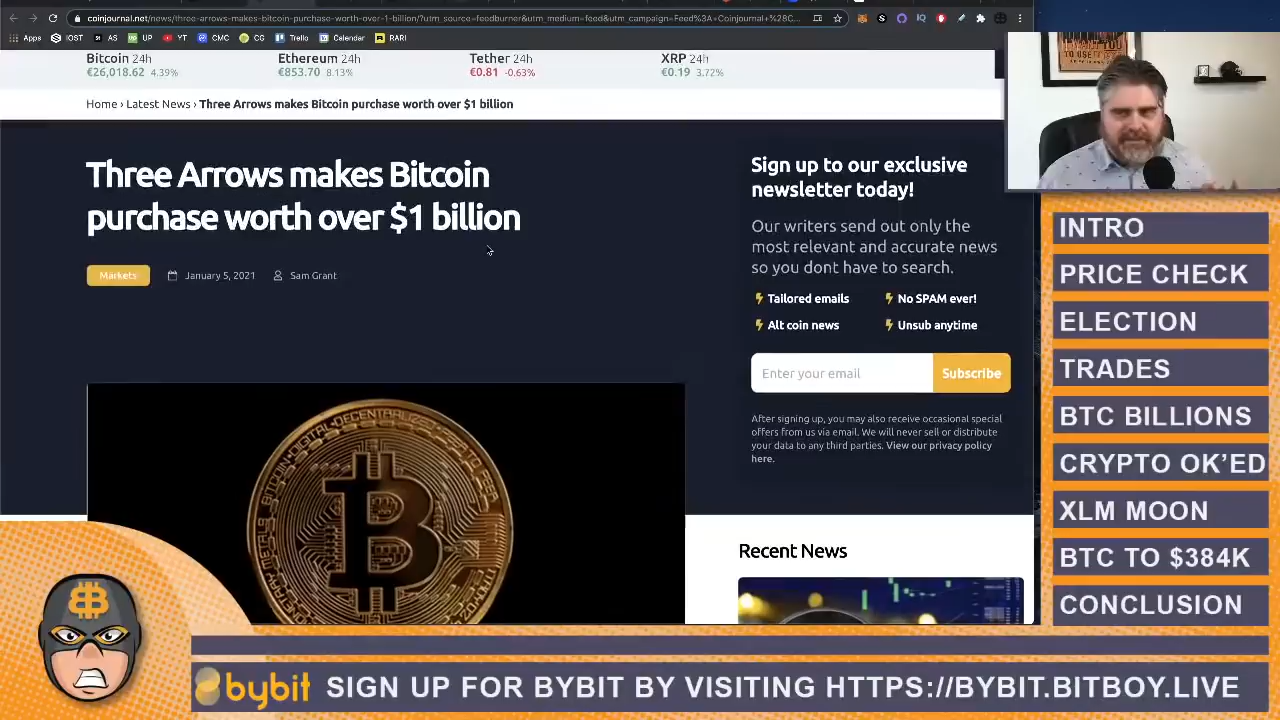 coinjournal.net/news/three-arrows-makes-bitcoin-purchase-worth-over-1-billion/?utm_source=feedburner&utm_medium=feed&utm_campaign=Feed%3A+Coinjournal+%28C...
Apps IOST AS UP YT CMC CG Trello Calendar RARI
Bitcoin 24h Ethereum 24h Tether 24h XRP 24h
€26,018.62 4.39% €853.70 8.13% €0.81 -0.63% €0.19 3.72%
Home › Latest News › Three Arrows makes Bitcoin purchase worth over $1 billion
Three Arrows makes Bitcoin
purchase worth over $1 billion
Markets January 5, 2021 Sam Grant
Sign up to our exclusive
newsletter today!
Our writers send out only the
most relevant and accurate news
so you dont have to search.
Tailored emails No SPAM ever!
Alt coin news Unsub anytime
Enter your email Subscribe
After signing up, you may also receive occasional special
offers from us via email. We will never sell or distribute
your data to any third parties. View our privacy policy
here.
Recent News
INTRO
PRICE CHECK
ELECTION
TRADES
BTC BILLIONS
CRYPTO OK'ED
XLM MOON
BTC TO $384K
CONCLUSION
bybit SIGN UP FOR BYBIT BY VISITING HTTPS://BYBIT.BITBOY.LIVE